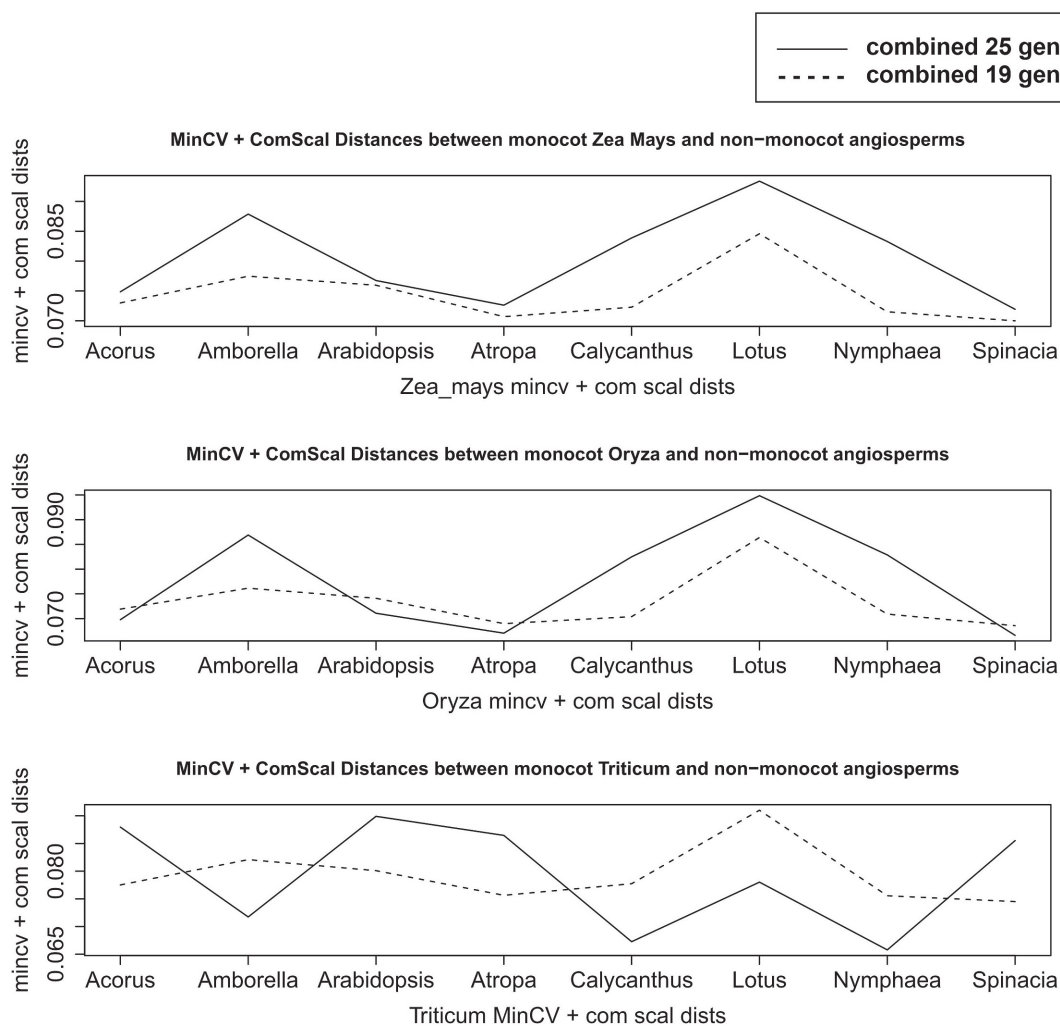 combined 25 gen
combined 19 gen
MinCV + ComScal Distances between monocot Zea Mays and non−monocot angiosperms
mincv + com scal dists
0.085
0.070
Acorus Amborella Arabidopsis Atropa Calycanthus Lotus Nymphaea Spinacia
Zea_mays mincv + com scal dists
MinCV + ComScal Distances between monocot Oryza and non−monocot angiosperms
mincv + com scal dists
0.090
0.070
Acorus Amborella Arabidopsis Atropa Calycanthus Lotus Nymphaea Spinacia
Oryza mincv + com scal dists
MinCV + ComScal Distances between monocot Triticum and non−monocot angiosperms
mincv + com scal dists
0.080
0.065
Acorus Amborella Arabidopsis Atropa Calycanthus Lotus Nymphaea Spinacia
Triticum MinCV + com scal dists